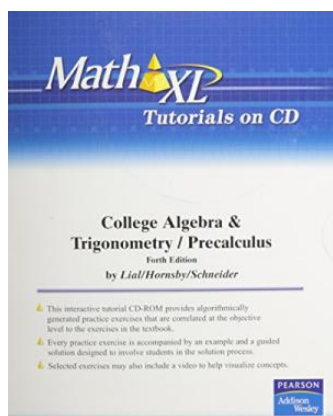 Math XL
Tutorials on CD
College Algebra &
Trigonometry / Precalculus
Forth Edition
by Lial/Hornsby/Schneider
This interactive tutorial CD-ROM provides algorithmically
generated practice exercises that are correlated at the objective
level to the exercises in the textbook.
Every practice exercise is accompanied by an example and a guided
solution designed to involve students in the solution process.
Selected exercises may also include a video to help visualize concepts.
PEARSON
Addison
Wesley